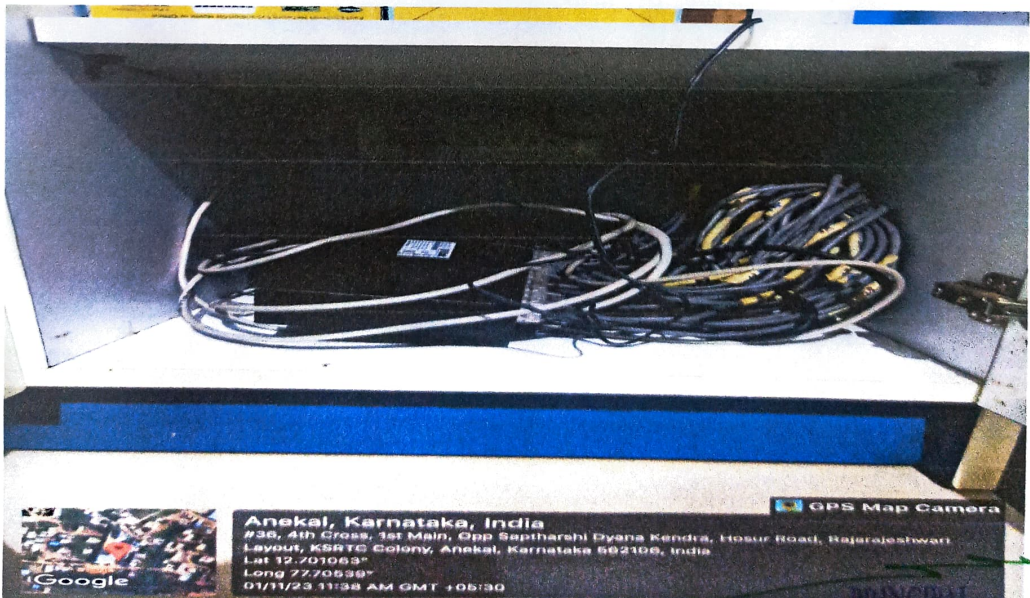 GPS Map Camera
Anekal, Karnataka, India
#36, 4th Cross, 1st Main, Opp Saptharshi Dyana Kendra, Hosur Road, Rajarajeshwari
Layout, KSRTC Colony, Anekal, Karnataka 562106, India
Lat 12.701063°
Long 77.70539°
01/11/23 11:38 AM GMT +05:30
Google
PRINCIPAL